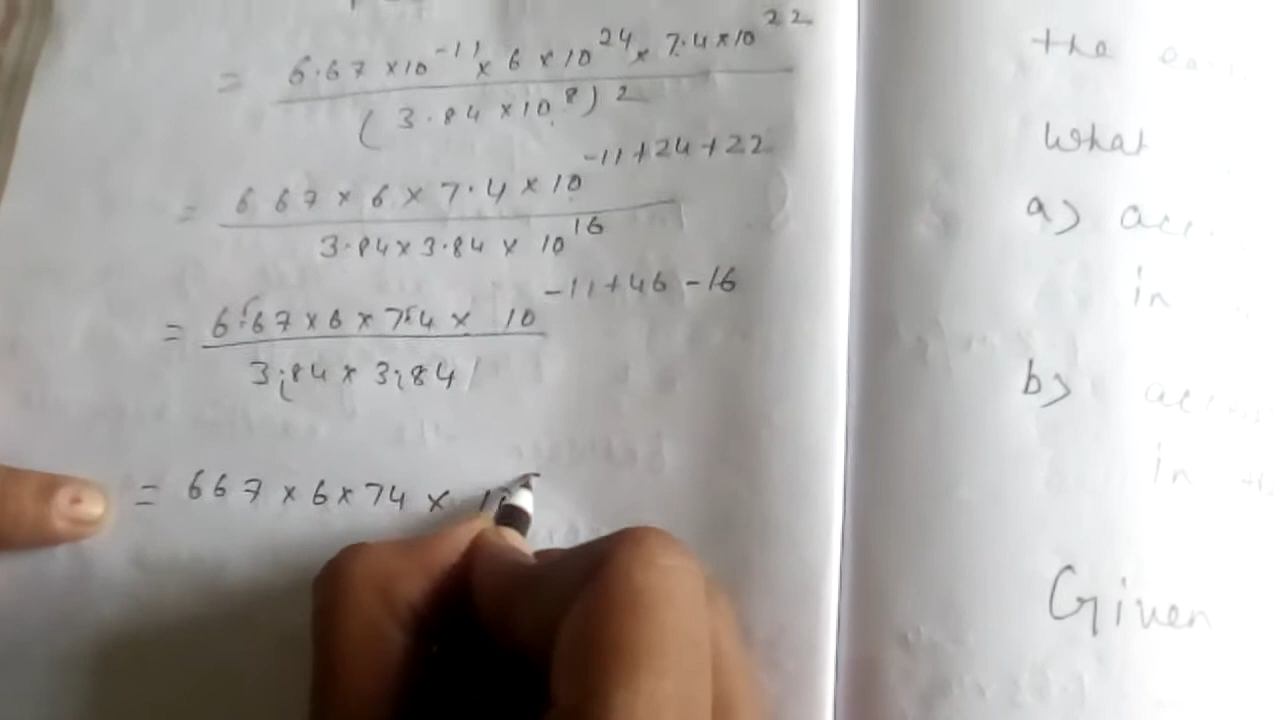 = 6.67 × 10^-11 × 6 × 10^24 × 7.4 × 10^22
(3.84 × 10^8)2
= 6 67 × 6 × 7.4 × 10^-11+24+22
3.84 × 3.84 × 10^16
= 6.67 × 6 × 7.4 × 10^-11+46-16
3.84 × 3.84
= 667 × 6 × 74 ×
the
What
a) acc
in
b)
in
Given